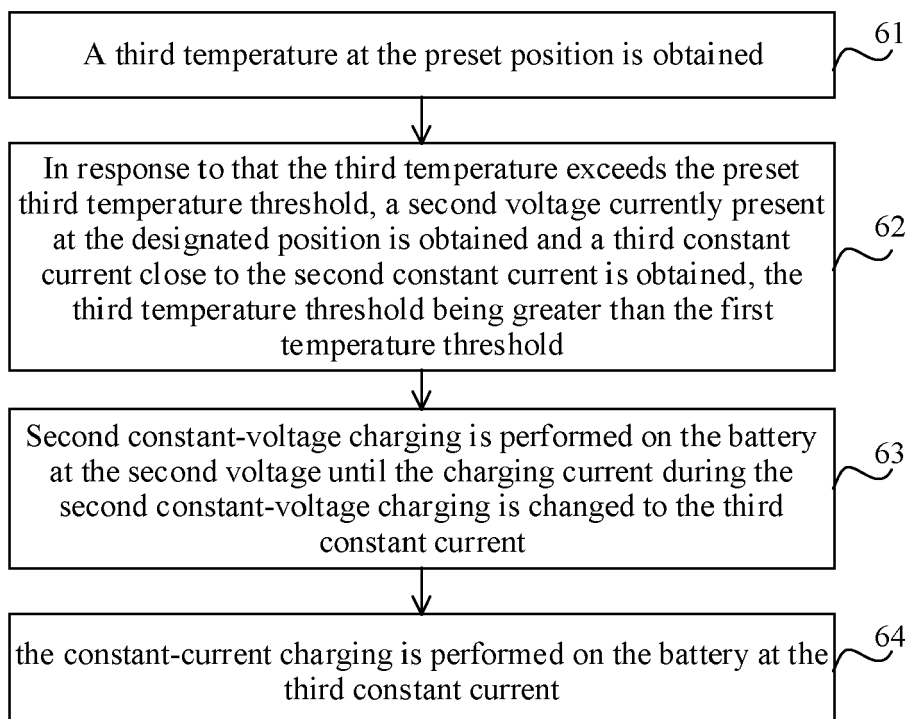 A third temperature at the preset position is obtained
61
In response to that the third temperature exceeds the preset
third temperature threshold, a second voltage currently present
at the designated position is obtained and a third constant
current close to the second constant current is obtained, the
third temperature threshold being greater than the first
temperature threshold
62
Second constant-voltage charging is performed on the battery
at the second voltage until the charging current during the
second constant-voltage charging is changed to the third
constant current
63
the constant-current charging is performed on the battery at the
third constant current
64